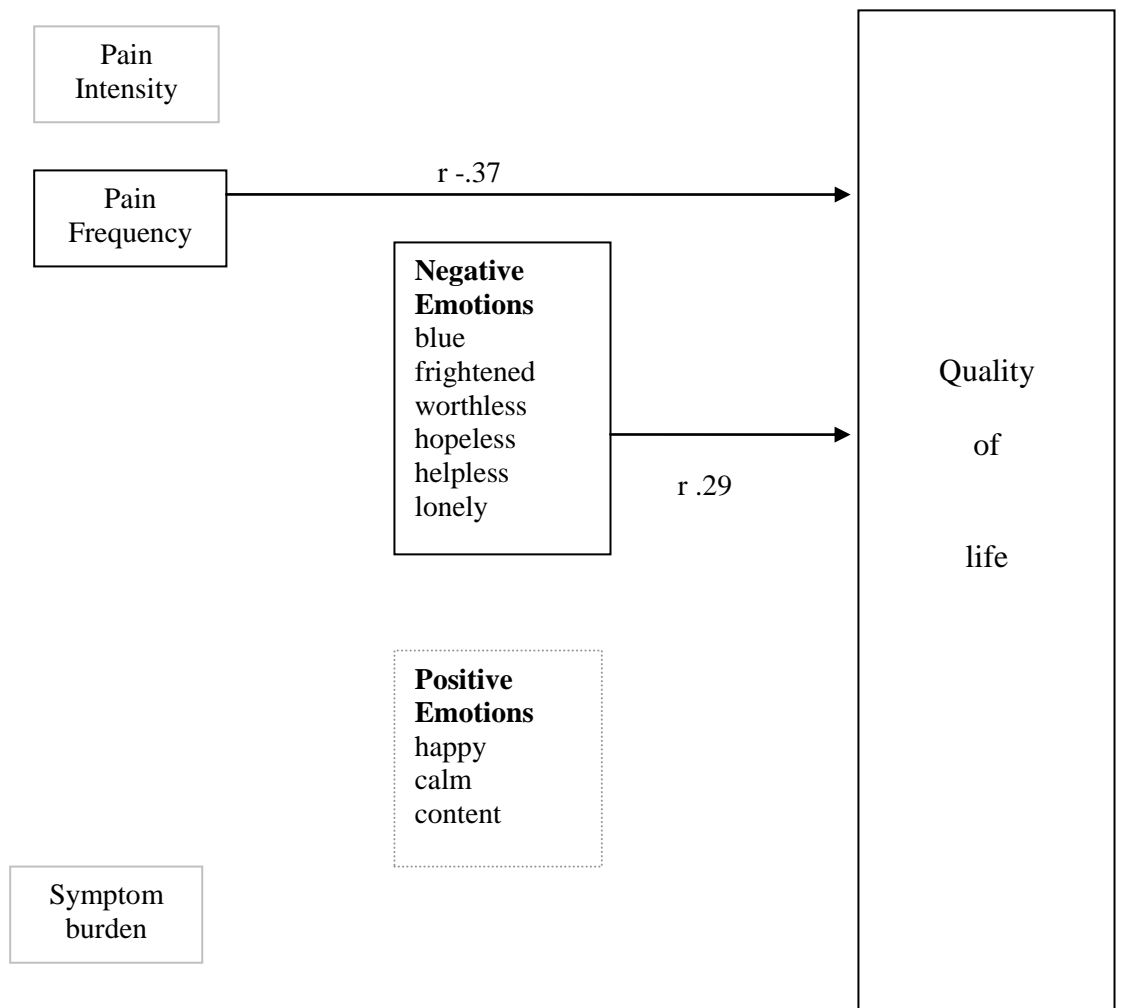 Pain
Intensity
r -.37
Pain
Frequency
Negative
Emotions
blue
frightened
worthless
hopeless
helpless
lonely
r .29
Quality
of
life
Positive
Emotions
happy
calm
content
Symptom
burden